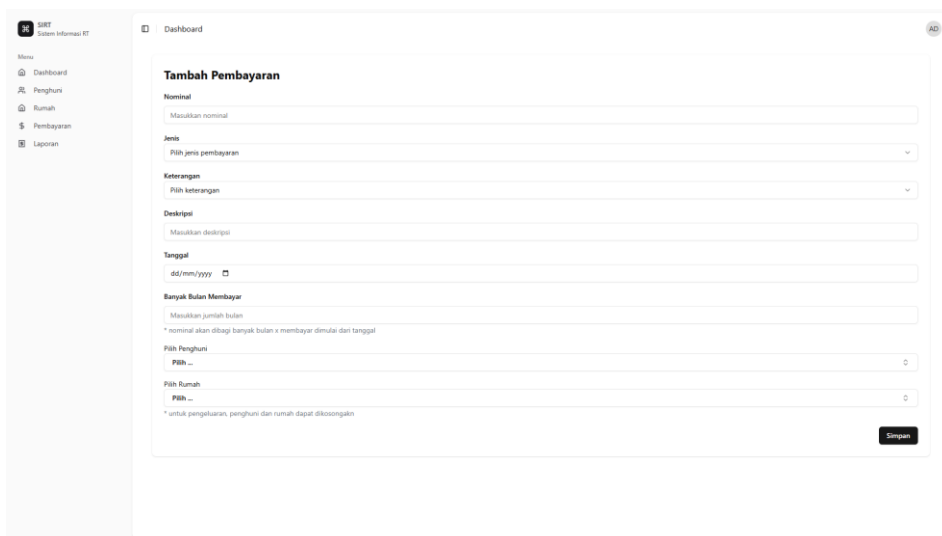 SIRT
Sistem Informasi RT
Dashboard
AD
Menu
Dashboard
Penghuni
Rumah
Pembayaran
Laporan
Tambah Pembayaran
Nominal
Masukkan nominal
Jenis
Pilih jenis pembayaran
Keterangan
Pilih keterangan
Deskripsi
Masukkan deskripsi
Tanggal
dd/mm/yyyy
Banyak Bulan Membayar
Masukkan jumlah bulan
* nominal akan dibagi banyak bulan x membayar dimulai dari tanggal
Pilih Penghuni
Pilih ...
Pilih Rumah
Pilih ...
* untuk pengeluaran, penghuni dan rumah dapat dikosongakn
Simpan